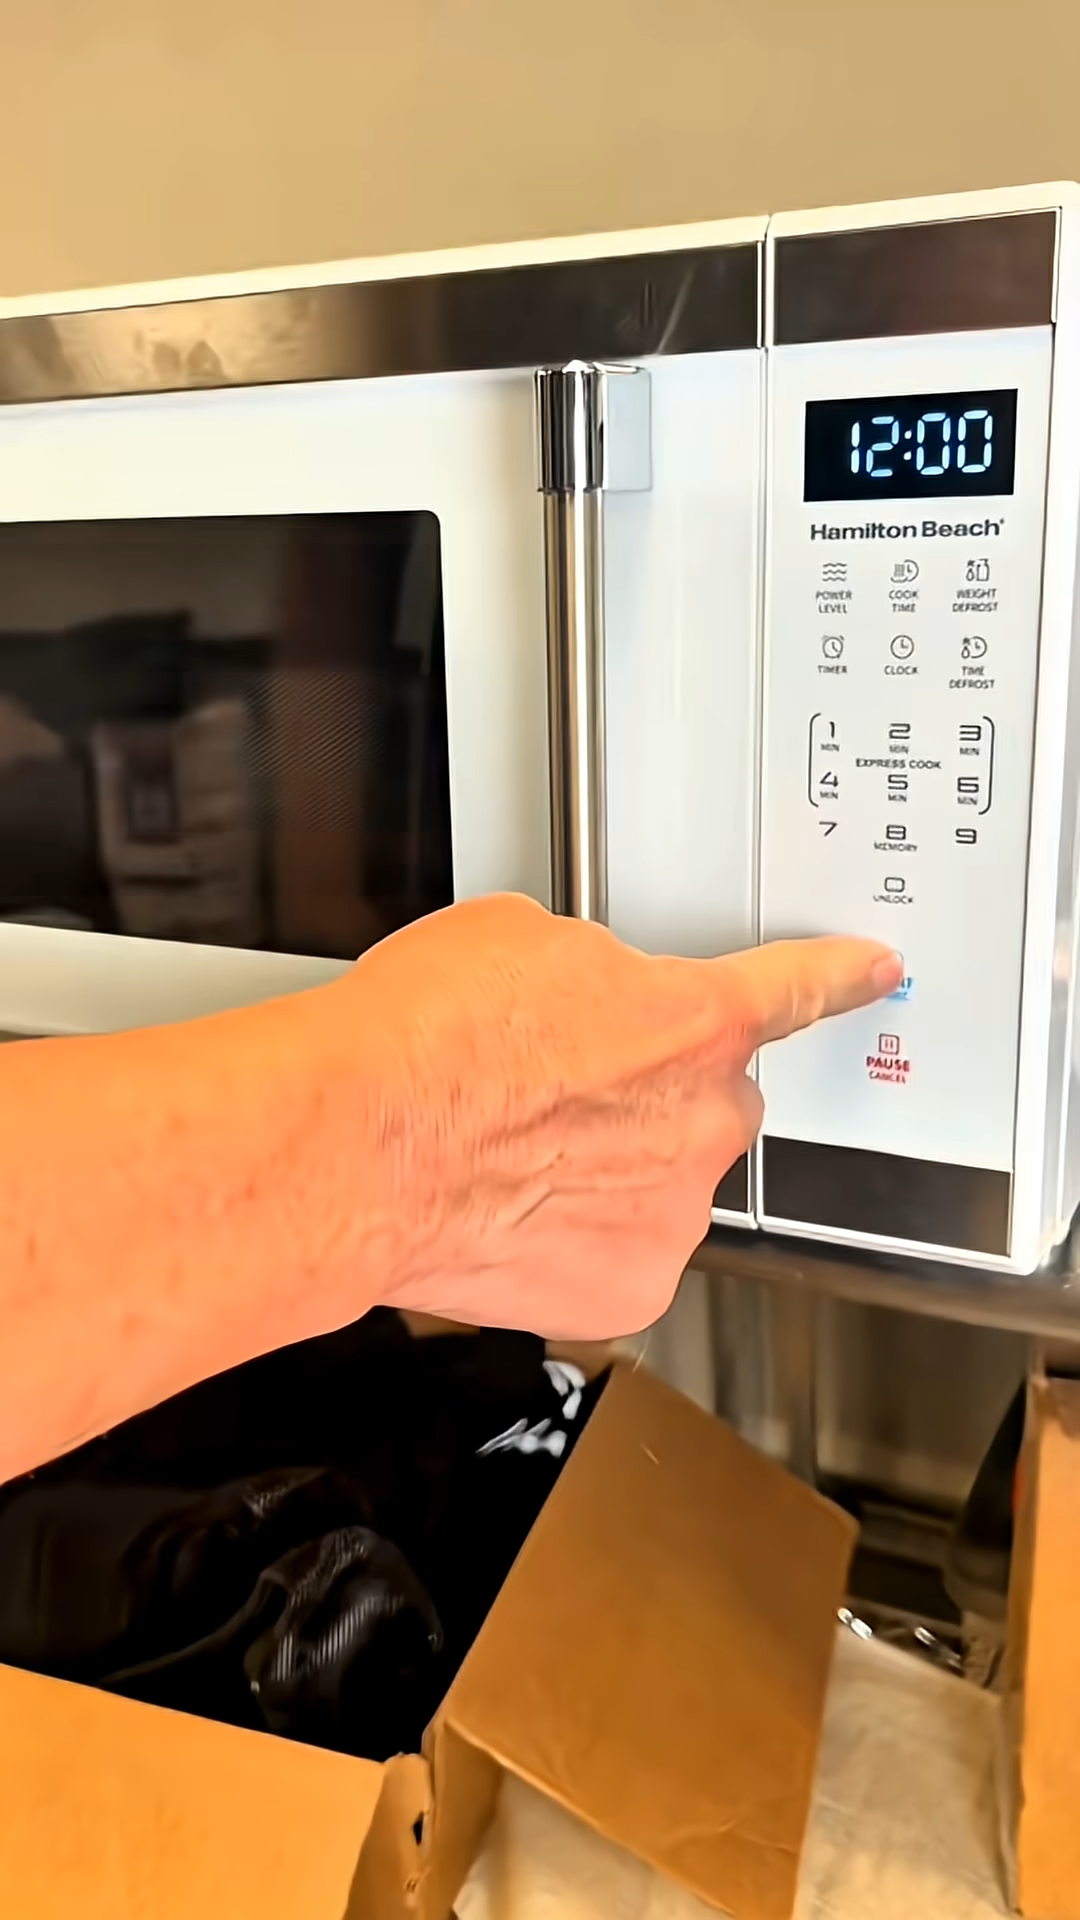 12:00
Hamilton Beach
POWER LEVEL
COOK TIME
WEIGHT DEFROST
TIMER
CLOCK
TIME DEFROST
1 MIN
2 MIN
3 MIN
EXPRESS COOK
4 MIN
5 MIN
6 MIN
7
8 MEMORY
9
UNLOCK
PAUSE
CANCEL